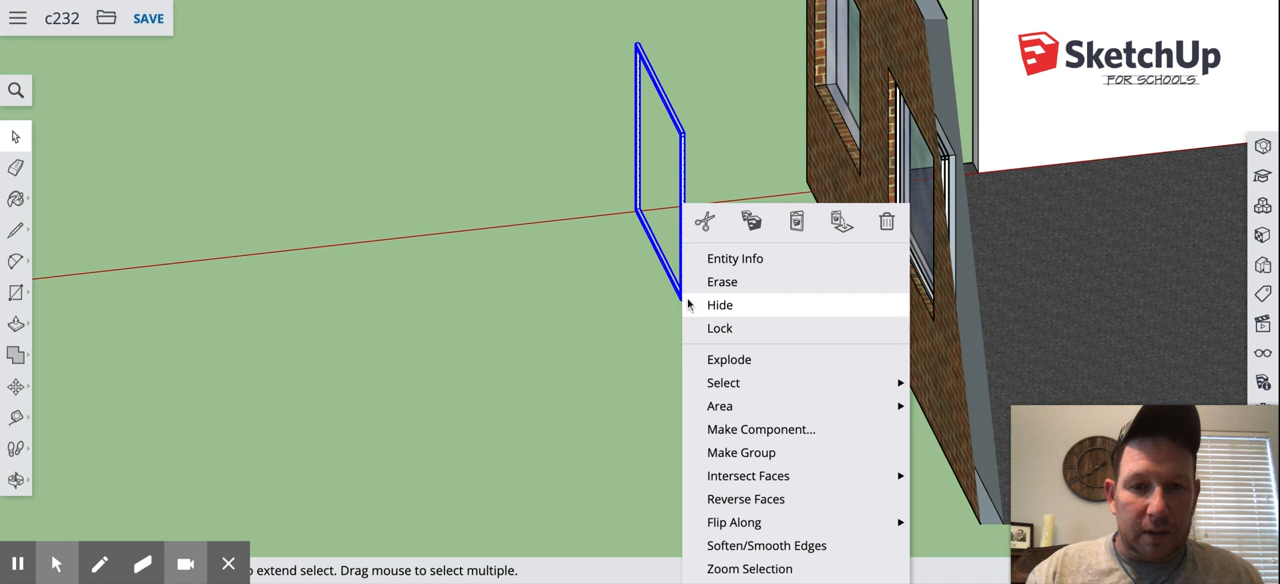 c232 SAVE
SketchUp
FOR SCHOOLS
Entity Info
Erase
Hide
Lock
Explode
Select
Area
Make Component...
Make Group
Intersect Faces
Reverse Faces
Flip Along
Soften/Smooth Edges
Zoom Selection
o extend select. Drag mouse to select multiple.